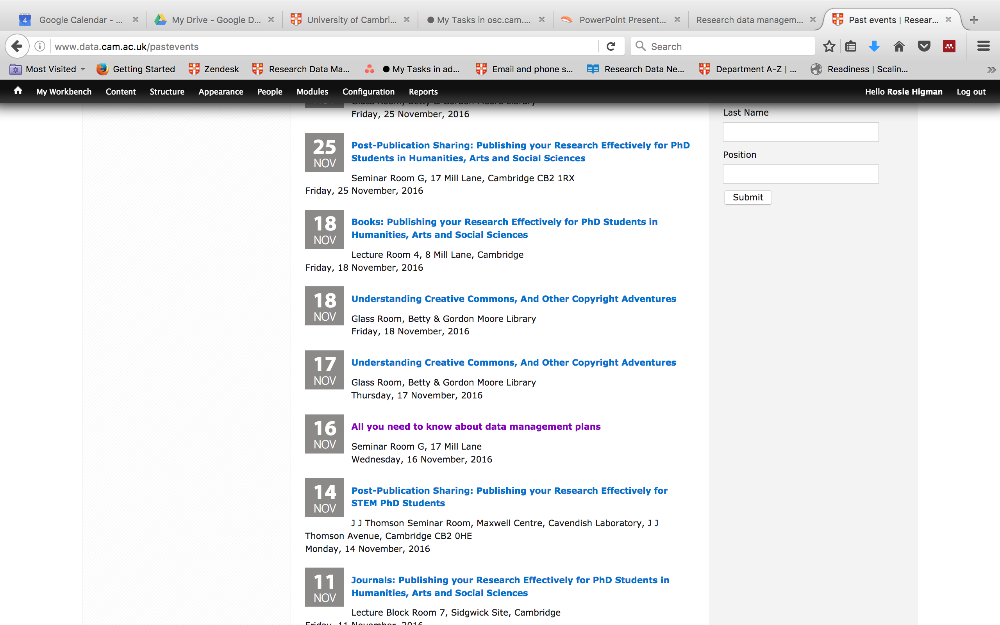 4
Google Calendar - ...
My Drive - Google D...
University of Cambri...
● My Tasks in osc.cam....
PowerPoint Present...
Research data managem...
Past events | Resear...
www.data.cam.ac.uk/pastevents
Search
Most Visited
Getting Started
Zendesk
Research Data Ma...
● My Tasks in ad...
Email and phone s...
Research Data Ne...
Department A-Z | ...
Readiness | Scalin...
My Workbench
Content
Structure
Appearance
People
Modules
Configuration
Reports
Hello Rosie Higman
Log out
Glass Room, Betty & Gordon Moore Library
Friday, 25 November, 2016
25
NOV
Post-Publication Sharing: Publishing your Research Effectively for PhD
Students in Humanities, Arts and Social Sciences
Seminar Room G, 17 Mill Lane, Cambridge CB2 1RX
Friday, 25 November, 2016
18
NOV
Books: Publishing your Research Effectively for PhD Students in
Humanities, Arts and Social Sciences
Lecture Room 4, 8 Mill Lane, Cambridge
Friday, 18 November, 2016
18
NOV
Understanding Creative Commons, And Other Copyright Adventures
Glass Room, Betty & Gordon Moore Library
Friday, 18 November, 2016
17
NOV
Understanding Creative Commons, And Other Copyright Adventures
Glass Room, Betty & Gordon Moore Library
Thursday, 17 November, 2016
16
NOV
All you need to know about data management plans
Seminar Room G, 17 Mill Lane
Wednesday, 16 November, 2016
14
NOV
Post-Publication Sharing: Publishing your Research Effectively for
STEM PhD Students
J J Thomson Seminar Room, Maxwell Centre, Cavendish Laboratory, J J
Thomson Avenue, Cambridge CB2 0HE
Monday, 14 November, 2016
11
NOV
Journals: Publishing your Research Effectively for PhD Students in
Humanities, Arts and Social Sciences
Lecture Block Room 7, Sidgwick Site, Cambridge
Friday, 11 November, 2016
Last Name
Position
Submit